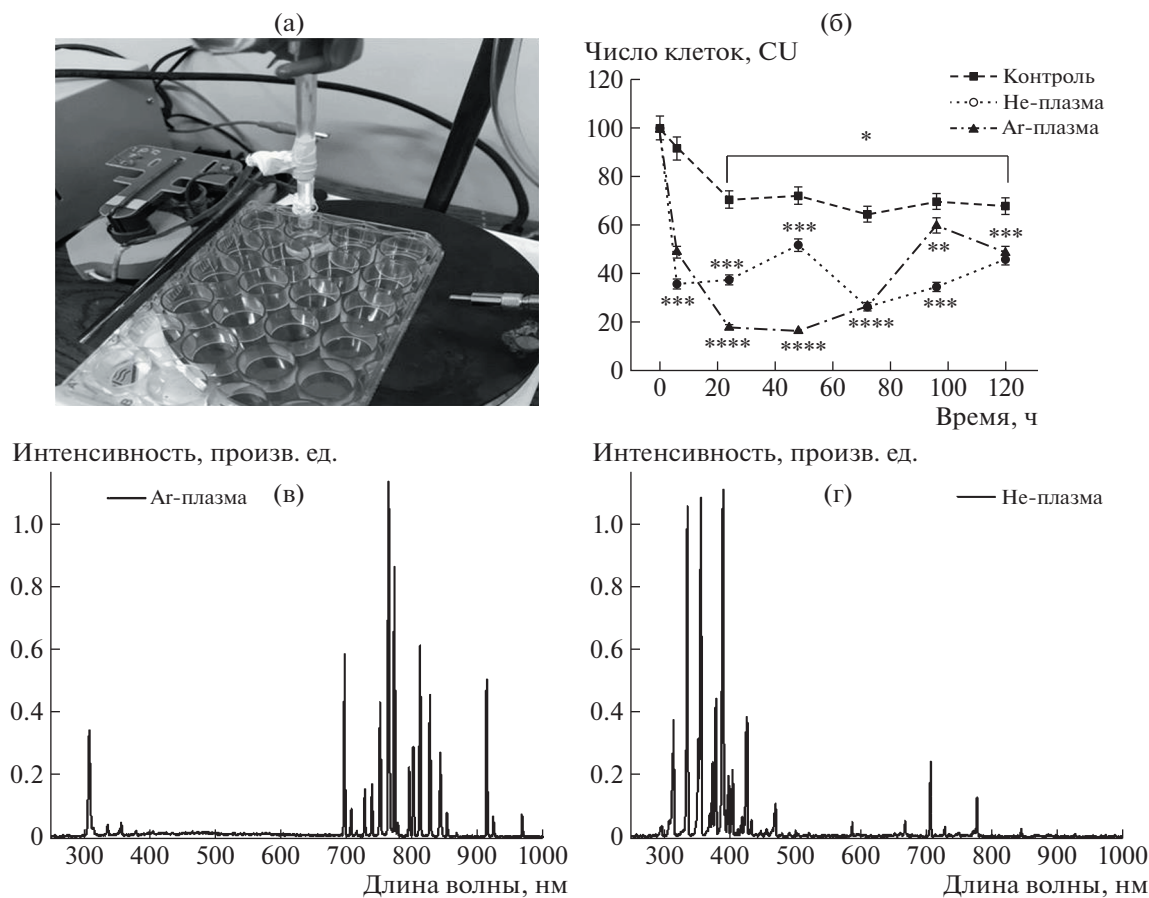 (а)
(б)
Число клеток, CU
120
100
80
60
40
20
0
Контроль
He-плазма
Ar-плазма
*
***
***
***
**
***
***
****
****
****
***
0 20 40 60 80 100 120
Время, ч
Интенсивность, произв. ед.
Ar-плазма
(в)
1.0
0.8
0.6
0.4
0.2
0
300 400 500 600 700 800 900 1000
Длина волны, нм
Интенсивность, произв. ед.
(г)
He-плазма
1.0
0.8
0.6
0.4
0.2
0
300 400 500 600 700 800 900 1000
Длина волны, нм